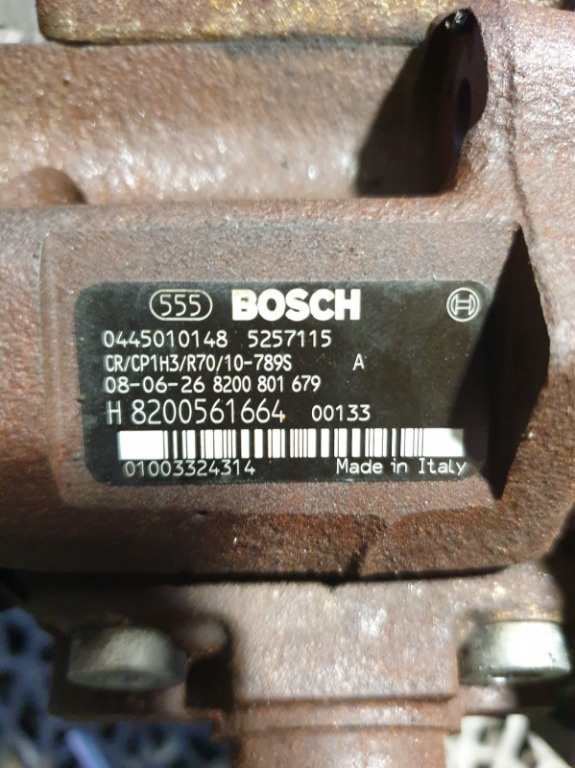 555 BOSCH
0445010148 5257115
CR/CP1H3/R70/10-789S A
08-06-26 8200 801 679
H 8200561664 00133
01003324314 Made in Italy